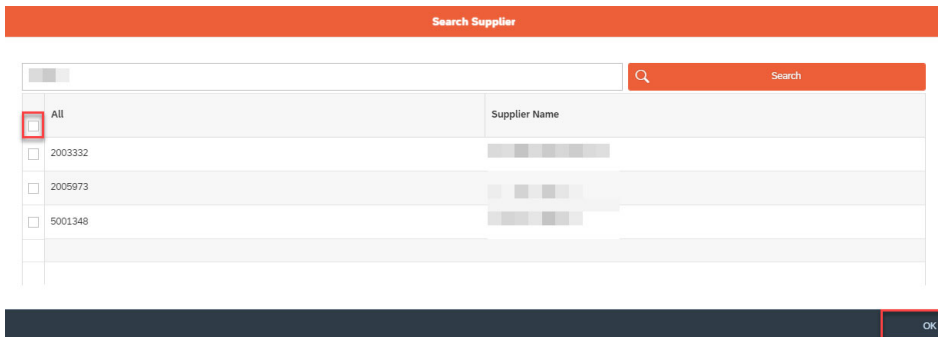 Search Supplier
Search
All Supplier Name
2003332
2005973
5001348
OK